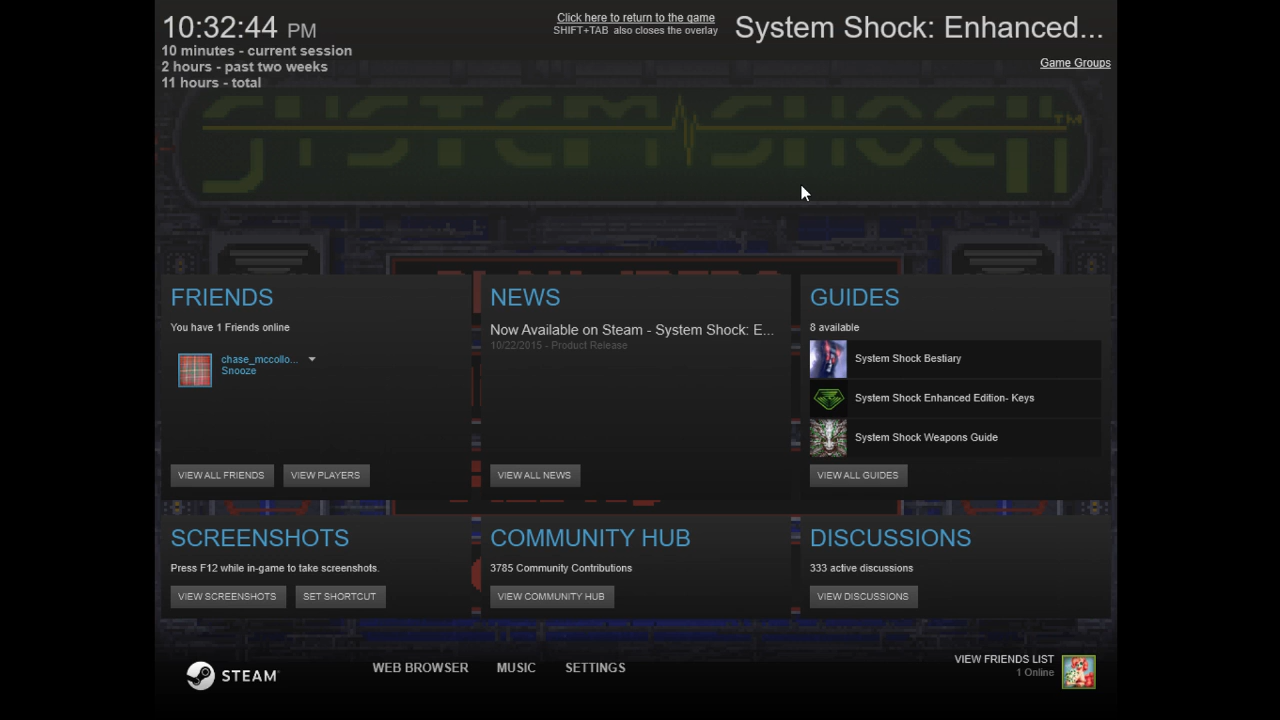 10:32:44 PM
10 minutes - current session
2 hours - past two weeks
11 hours - total
Click here to return to the game
SHIFT+TAB also closes the overlay
System Shock: Enhanced...
Game Groups
SYSTEM SHOCK™
FRIENDS
You have 1 Friends online
chase_mccollo...
Snooze
VIEW ALL FRIENDS
VIEW PLAYERS
NEWS
Now Available on Steam - System Shock: E...
10/22/2015 - Product Release
VIEW ALL NEWS
GUIDES
8 available
System Shock Bestiary
System Shock Enhanced Edition- Keys
System Shock Weapons Guide
VIEW ALL GUIDES
SCREENSHOTS
Press F12 while in-game to take screenshots.
VIEW SCREENSHOTS
SET SHORTCUT
COMMUNITY HUB
3785 Community Contributions
VIEW COMMUNITY HUB
DISCUSSIONS
333 active discussions
VIEW DISCUSSIONS
STEAM
WEB BROWSER
MUSIC
SETTINGS
VIEW FRIENDS LIST
1 Online